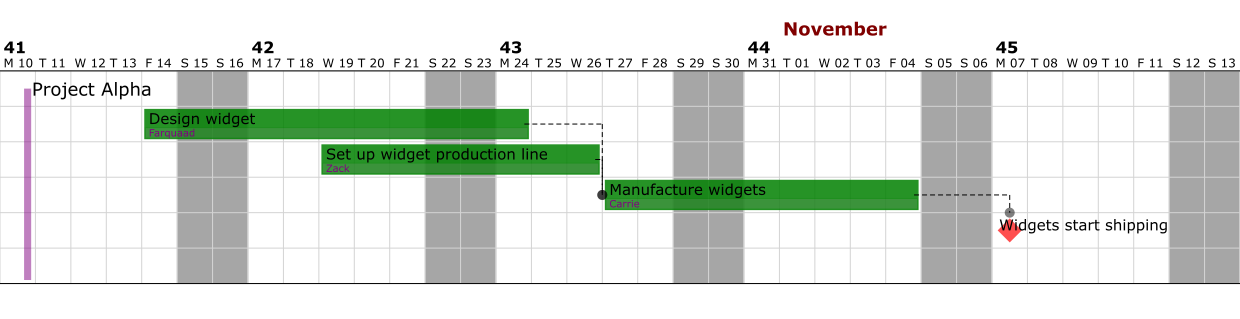 November
41 42 43 44 45
M 10 T 11 W 12 T 13 F 14 S 15 S 16 M 17 T 18 W 19 T 20 F 21 S 22 S 23 M 24 T 25 W 26 T 27 F 28 S 29 S 30 M 31 T 01 W 02 T 03 F 04 S 05 S 06 M 07 T 08 W 09 T 10 F 11 S 12 S 13
Project Alpha
Design widget
Farquaad
Set up widget production line
Zack
Manufacture widgets
Carrie
Widgets start shipping